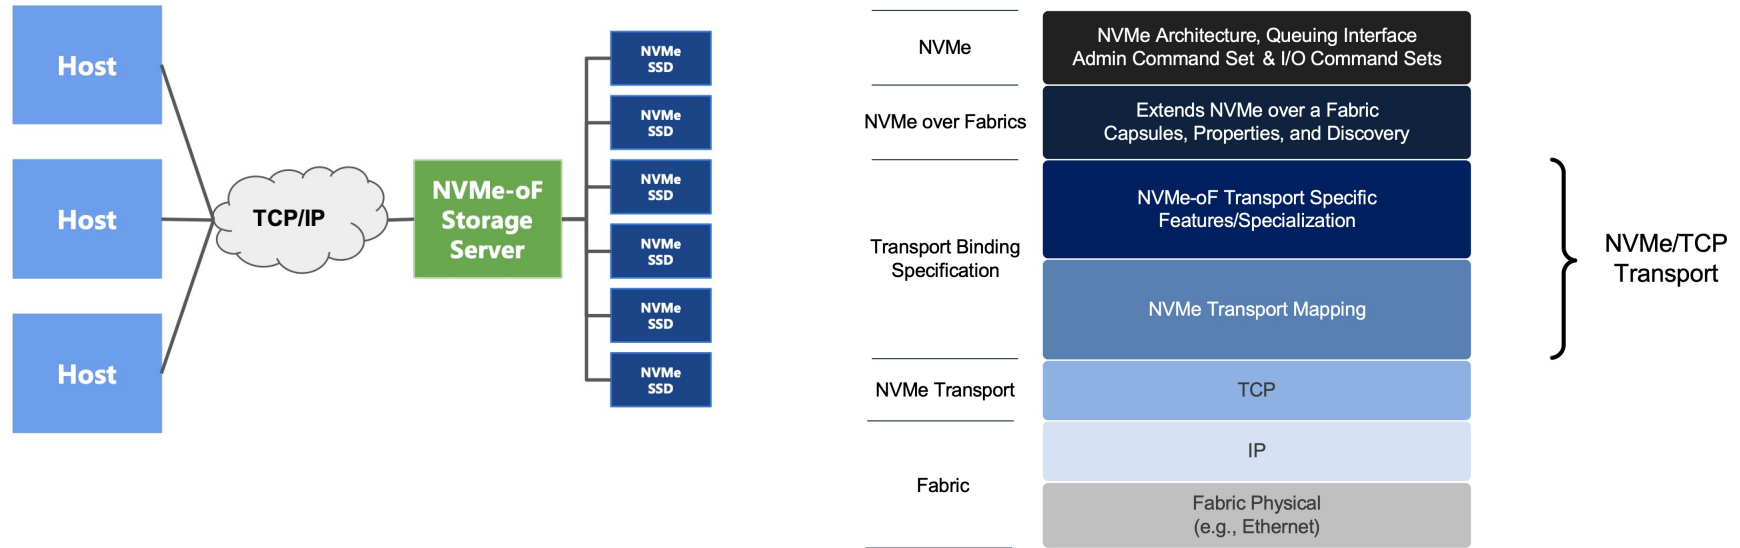 Host
Host
Host
TCP/IP
NVMe-oF
Storage
Server
NVMe
SSD
NVMe
SSD
NVMe
SSD
NVMe
SSD
NVMe
SSD
NVMe
SSD
NVMe
NVMe Architecture, Queuing Interface
Admin Command Set & I/O Command Sets
NVMe over Fabrics
Extends NVMe over a Fabric
Capsules, Properties, and Discovery
Transport Binding
Specification
NVMe-oF Transport Specific
Features/Specialization
NVMe Transport Mapping
NVMe/TCP
Transport
NVMe Transport
TCP
Fabric
IP
Fabric Physical
(e.g., Ethernet)